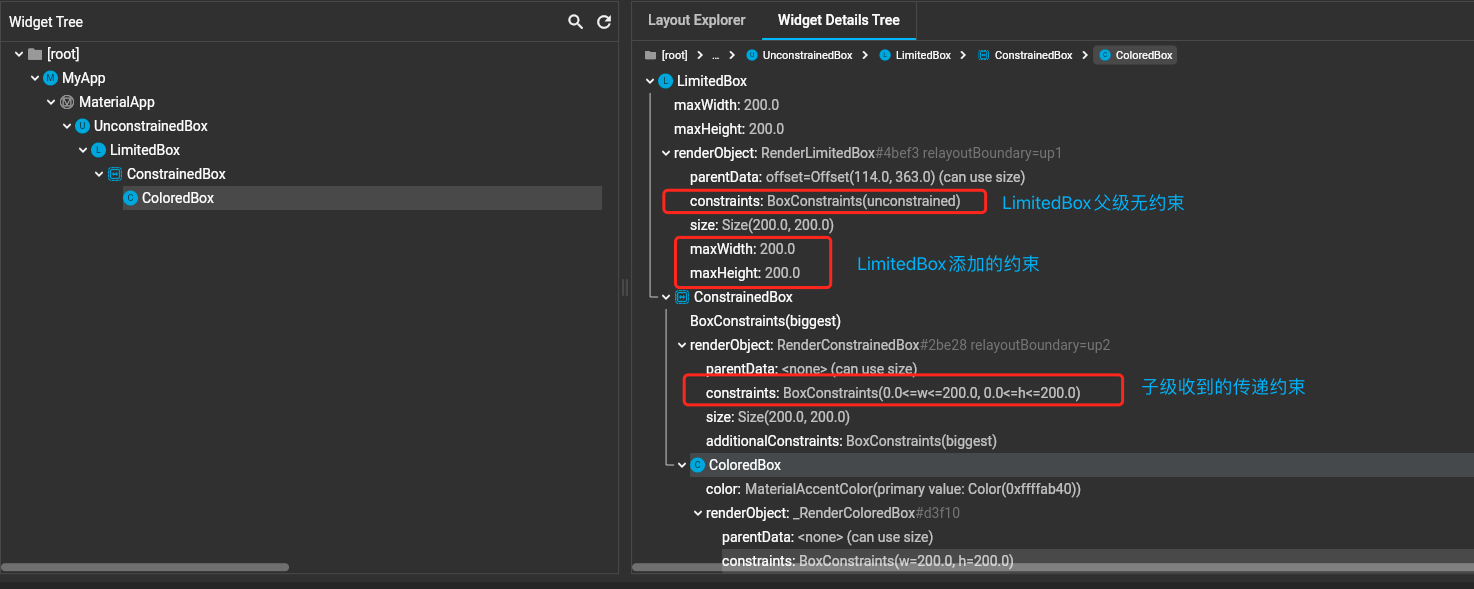 Widget Tree
[root]
MyApp
MaterialApp
UnconstrainedBox
LimitedBox
ConstrainedBox
ColoredBox
Layout Explorer
Widget Details Tree
[root] > ... > UnconstrainedBox > LimitedBox > ConstrainedBox > ColoredBox
LimitedBox
maxWidth: 200.0
maxHeight: 200.0
renderObject: RenderLimitedBox#4bef3 relayoutBoundary=up1
parentData: offset=Offset(114.0, 363.0) (can use size)
constraints: BoxConstraints(unconstrained)
LimitedBox父级无约束
size: Size(200.0, 200.0)
maxWidth: 200.0
maxHeight: 200.0
LimitedBox添加的约束
ConstrainedBox
BoxConstraints(biggest)
renderObject: RenderConstrainedBox#2be28 relayoutBoundary=up2
parentData: <none> (can use size)
constraints: BoxConstraints(0.0<=w<=200.0, 0.0<=h<=200.0)
子级收到的传递约束
size: Size(200.0, 200.0)
additionalConstraints: BoxConstraints(biggest)
ColoredBox
color: MaterialAccentColor(primary value: Color(0xffffab40))
renderObject: _RenderColoredBox#d3f10
parentData: <none> (can use size)
constraints: BoxConstraints(w=200.0, h=200.0)